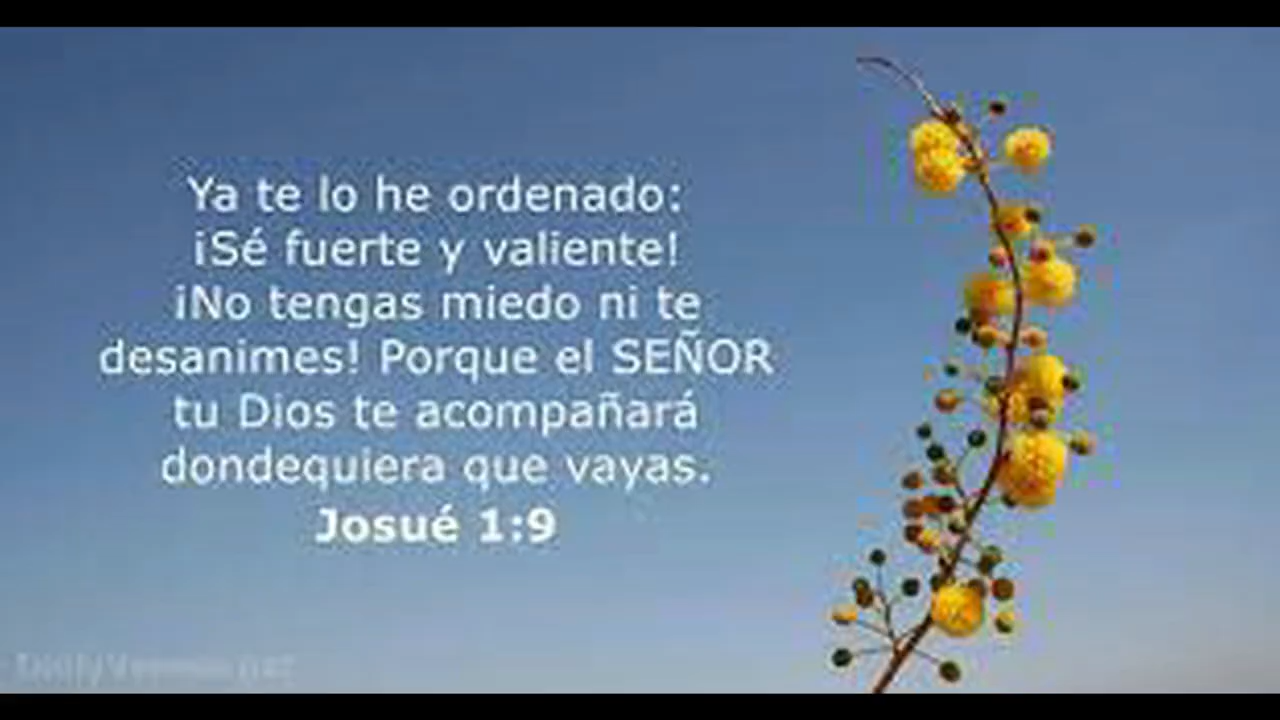 Ya te lo he ordenado:
¡Sé fuerte y valiente!
¡No tengas miedo ni te
desanimes! Porque el SEÑOR
tu Dios te acompañará
dondequiera que vayas.
Josué 1:9